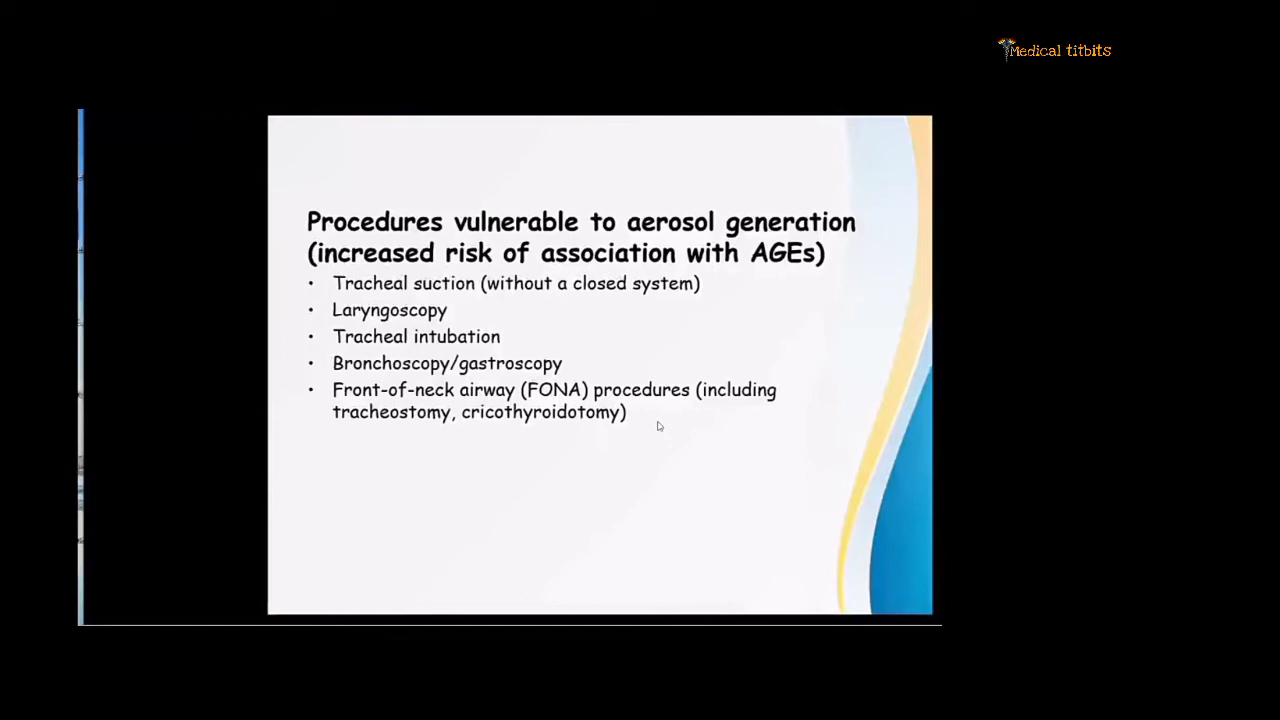 Medical titbits
Procedures vulnerable to aerosol generation
(increased risk of association with AGEs)
• Tracheal suction (without a closed system)
• Laryngoscopy
• Tracheal intubation
• Bronchoscopy/gastroscopy
• Front-of-neck airway (FONA) procedures (including
tracheostomy, cricothyroidotomy)